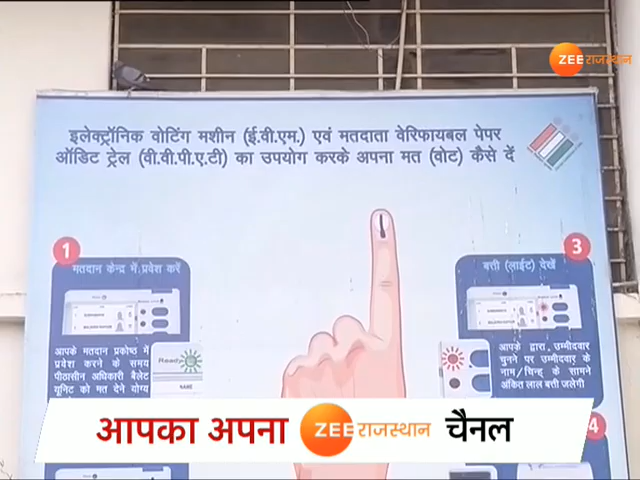 ZEE राजस्थान
इलेक्ट्रॉनिक वोटिंग मशीन (ई.वी.एम.) एवं मतदाता वेरिफायबल पेपर
ऑडिट ट्रेल (वी.वी.पी.ए.टी) का उपयोग करके अपना मत (वोट) कैसे दें
1
मतदान केन्द्र में प्रवेश करें
Ready
NAME
आपके मतदान प्रकोष्ठ में
प्रवेश करने के समय
पीठासीन अधिकारी बैलेट
यूनिट को मत देने योग्य
3
बत्ती (लाईट) देखें
आपके द्वारा, उम्मीदवार
चुनने पर उम्मीदवार के
नाम/चिन्ह् के सामने
अंकित लाल बत्ती जलेगी
4
आपका अपना ZEE राजस्थान चैनल